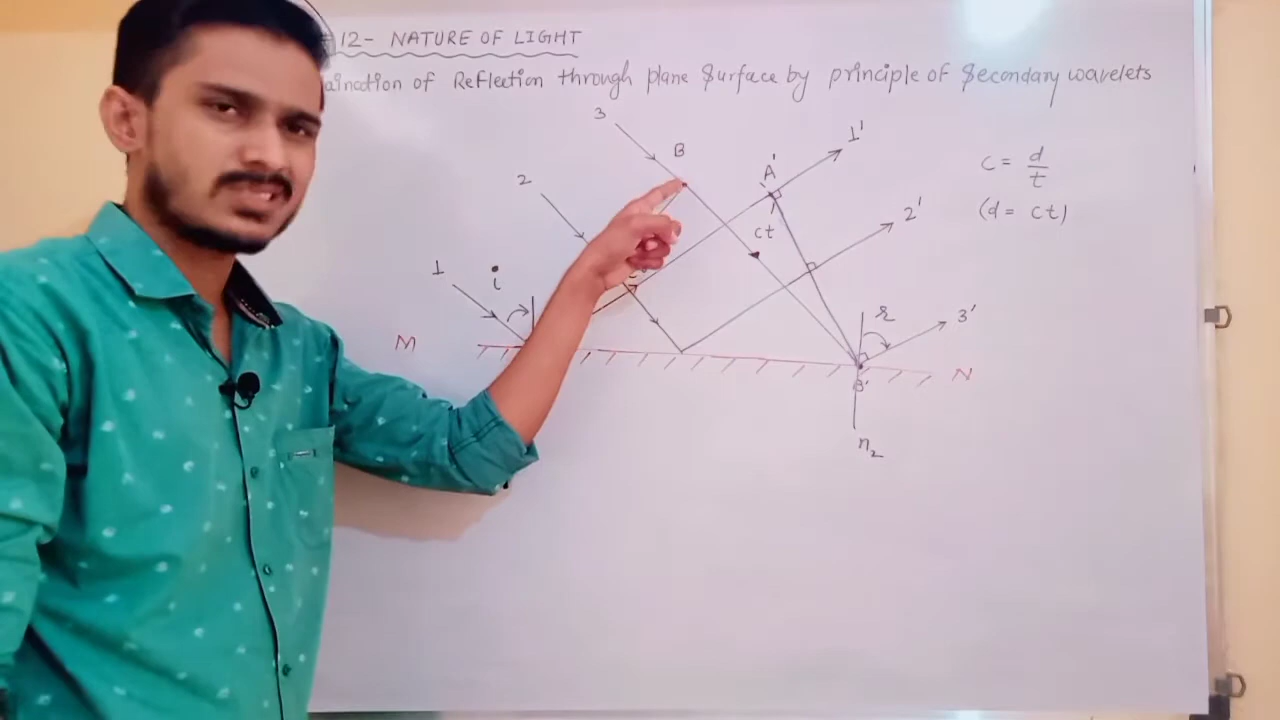 12- NATURE OF LIGHT
of Reflection through plane Surface by principle of Secondary wavelets
3
B
1'
A'
C = d/t
2
2'
(d = ct)
ct
1
i
r
3'
M
N
B'
n2